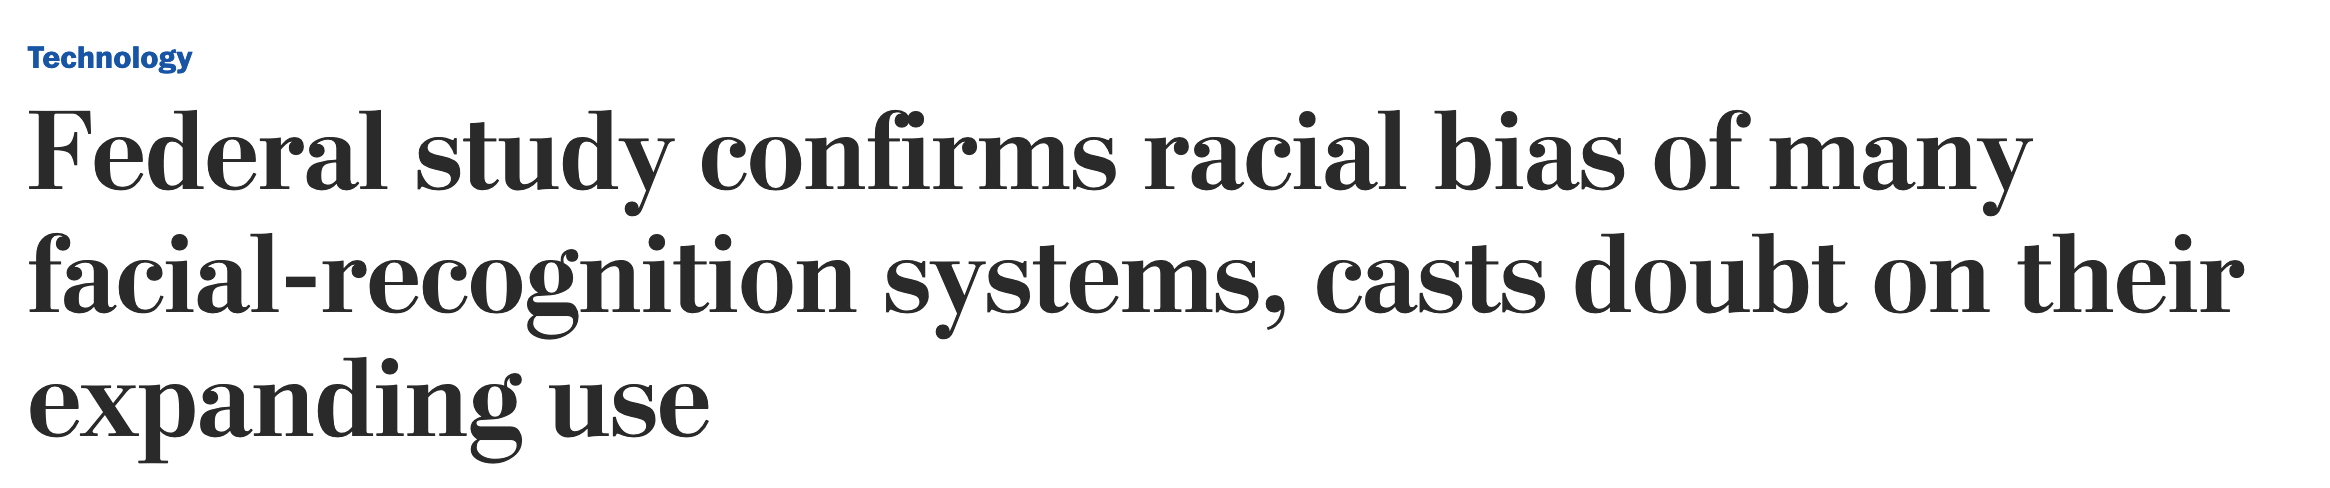 Technology
Federal study confirms racial bias of many
facial-recognition systems, casts doubt on their
expanding use